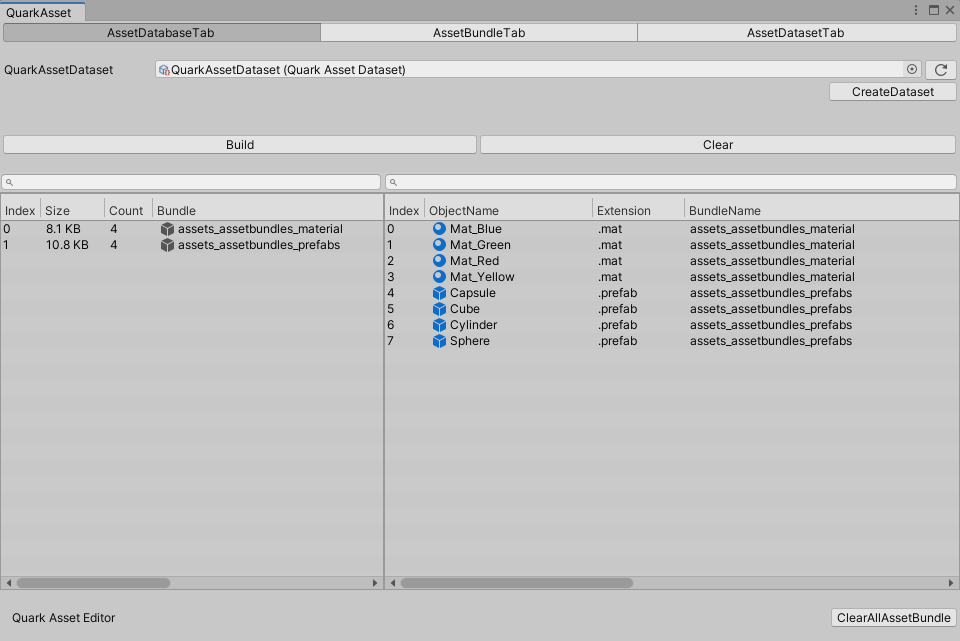 QuarkAsset
AssetDatabaseTab AssetBundleTab AssetDatasetTab
QuarkAssetDataset QuarkAssetDataset (Quark Asset Dataset)
CreateDataset
Build Clear
Index Size Count Bundle
0 8.1 KB 4 assets_assetbundles_material
1 10.8 KB 4 assets_assetbundles_prefabs
Index ObjectName Extension BundleName
0 Mat_Blue .mat assets_assetbundles_material
1 Mat_Green .mat assets_assetbundles_material
2 Mat_Red .mat assets_assetbundles_material
3 Mat_Yellow .mat assets_assetbundles_material
4 Capsule .prefab assets_assetbundles_prefabs
5 Cube .prefab assets_assetbundles_prefabs
6 Cylinder .prefab assets_assetbundles_prefabs
7 Sphere .prefab assets_assetbundles_prefabs
Quark Asset Editor ClearAllAssetBundle